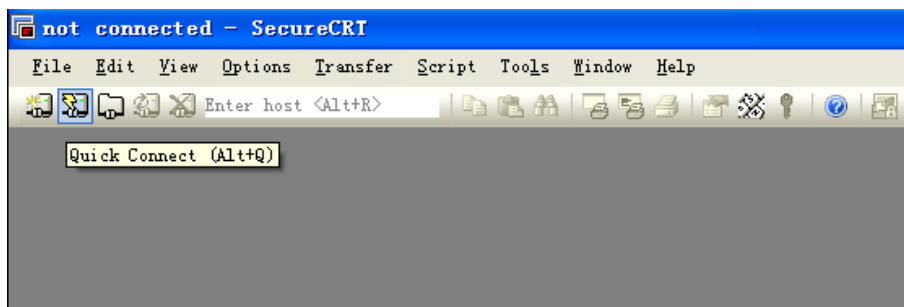 not connected - SecureCRT
File Edit View Options Transfer Script Tools Window Help
Enter host <Alt+R>
Quick Connect (Alt+Q)